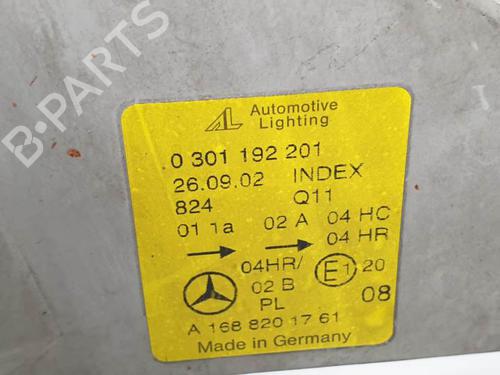 B-PARTS
AL Automotive Lighting
0 301 192 201
26.09.02 INDEX
824 Q11
01 1a 02 A 04 HC
04 HR
04HR/ E1 20
02 B 08
PL
A 168 820 17 61
Made in Germany